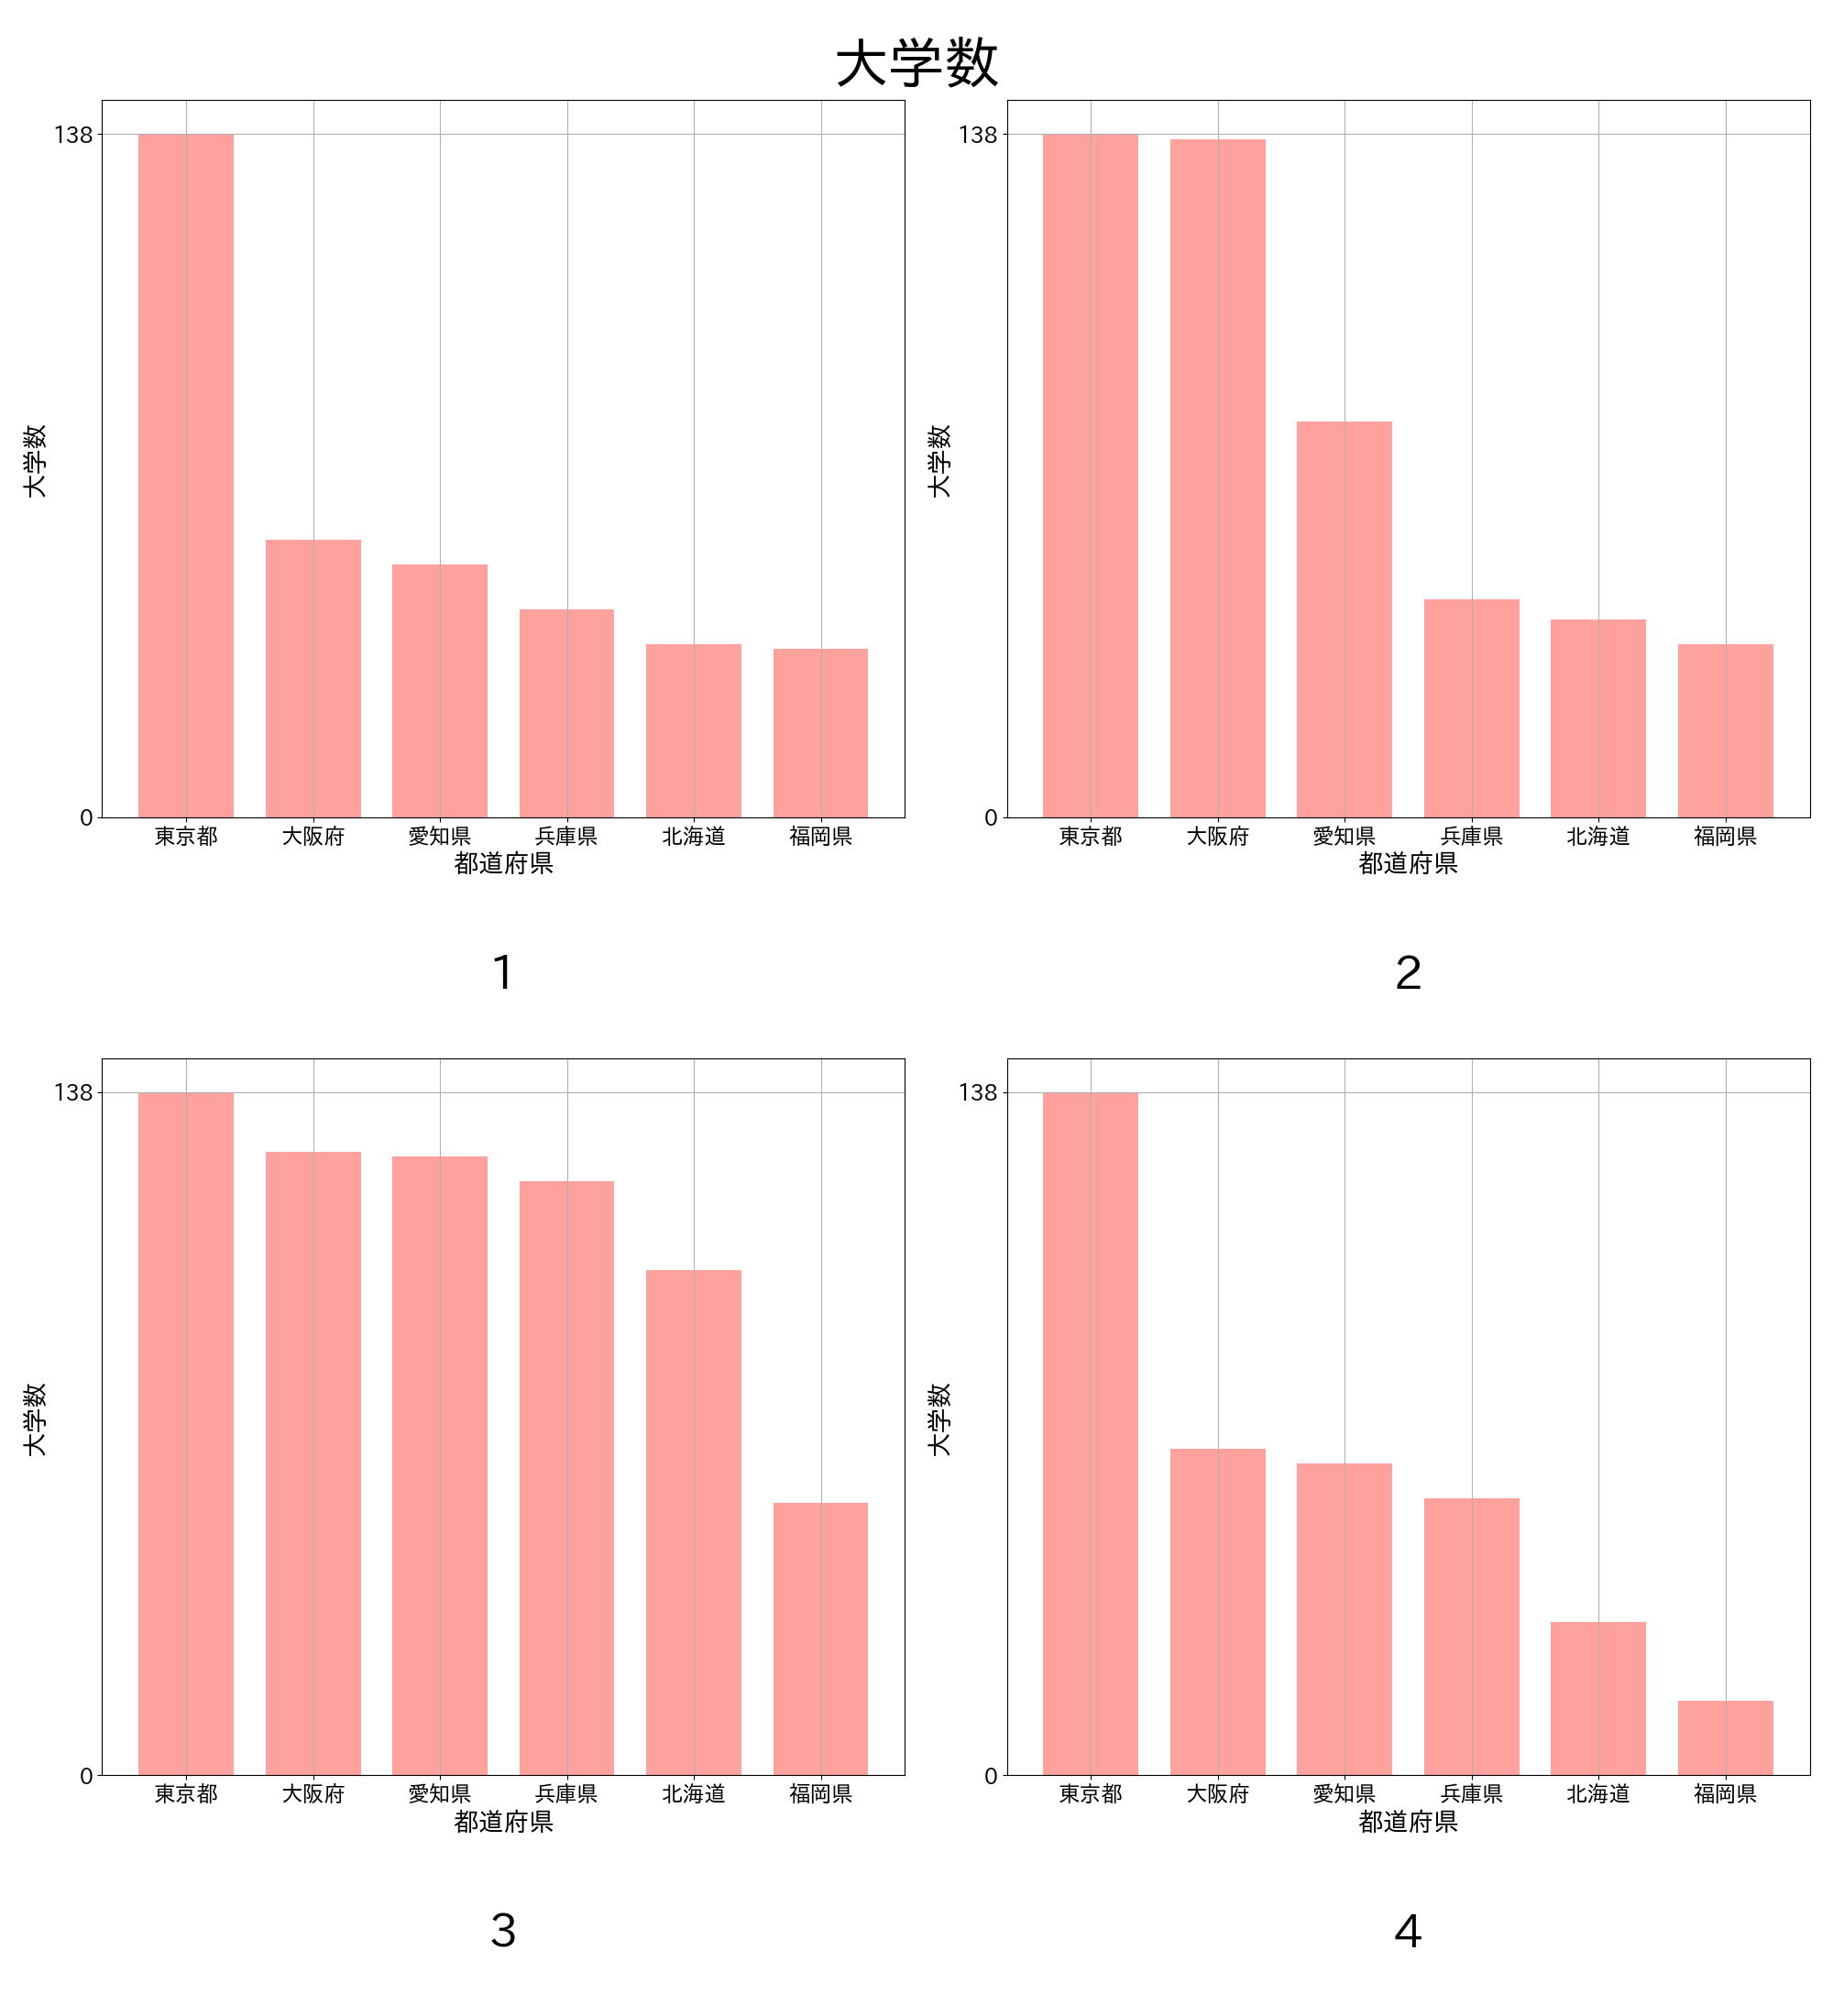 大学数
138
0
大学数
東京都 大阪府 愛知県 兵庫県 北海道 福岡県
都道府県
1
138
0
大学数
東京都 大阪府 愛知県 兵庫県 北海道 福岡県
都道府県
2
138
0
大学数
東京都 大阪府 愛知県 兵庫県 北海道 福岡県
都道府県
3
138
0
大学数
東京都 大阪府 愛知県 兵庫県 北海道 福岡県
都道府県
4